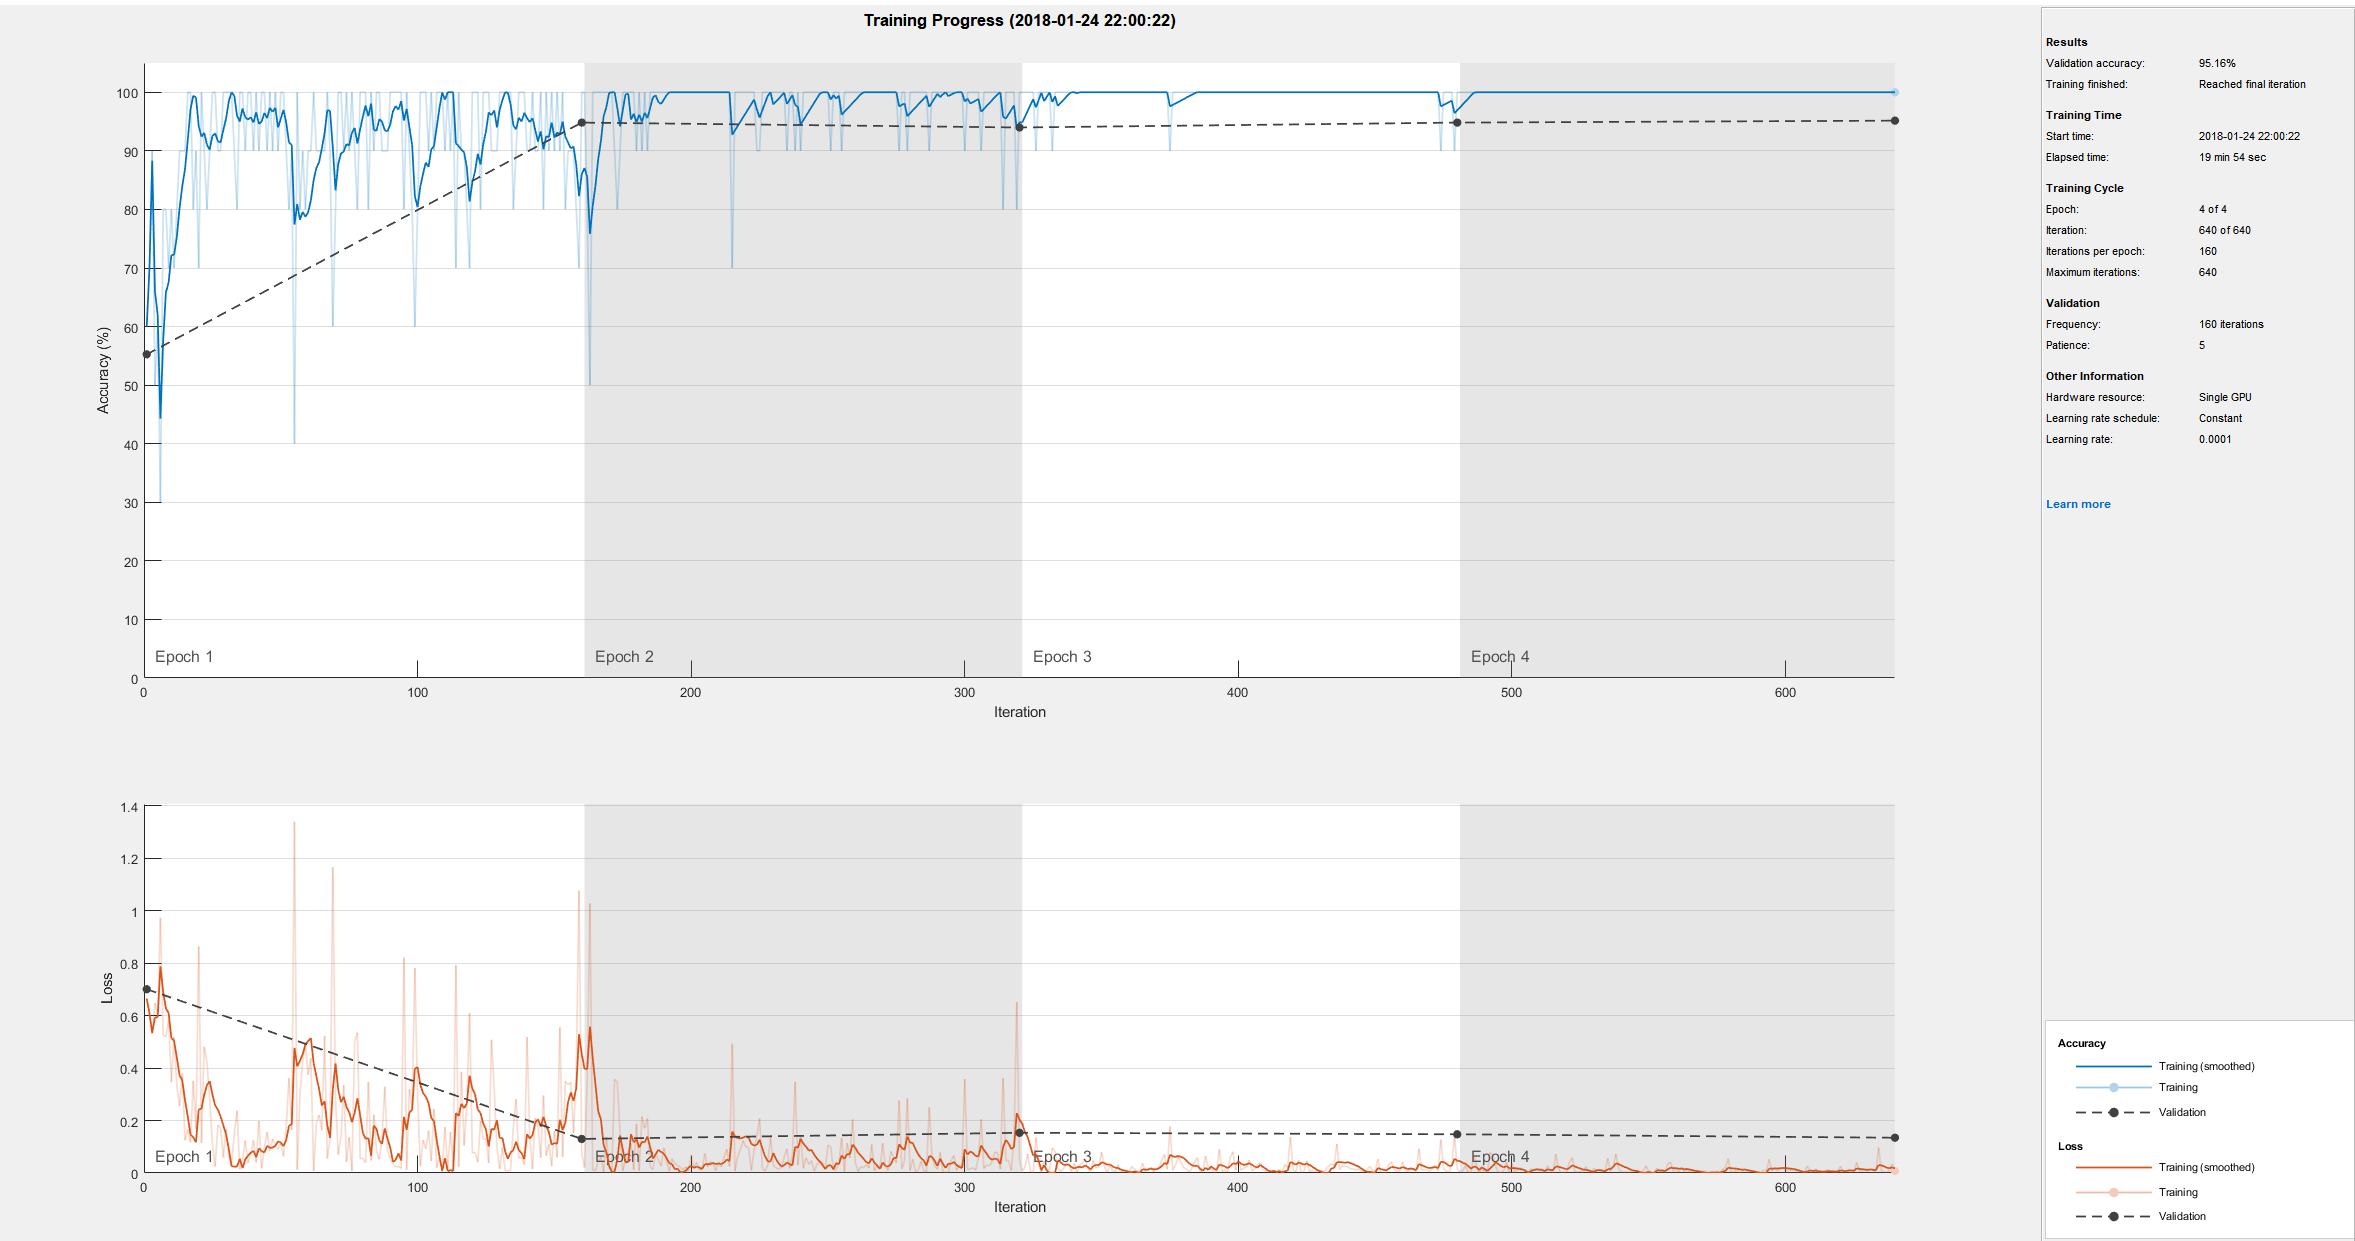 Training Progress (2018-01-24 22:00:22)
100
90
80
70
60
50
40
30
20
10
0
Accuracy (%)
Epoch 1
Epoch 2
Epoch 3
Epoch 4
0
100
200
300
400
500
600
Iteration
1.4
1.2
1
0.8
0.6
0.4
0.2
0
Loss
Epoch 1
Epoch 2
Epoch 3
Epoch 4
0
100
200
300
400
500
600
Iteration
Results
Validation accuracy: 95.16%
Training finished: Reached final iteration
Training Time
Start time: 2018-01-24 22:00:22
Elapsed time: 19 min 54 sec
Training Cycle
Epoch: 4 of 4
Iteration: 640 of 640
Iterations per epoch: 160
Maximum iterations: 640
Validation
Frequency: 160 iterations
Patience: 5
Other Information
Hardware resource: Single GPU
Learning rate schedule: Constant
Learning rate: 0.0001
Learn more
Accuracy
Training (smoothed)
Training
Validation
Loss
Training (smoothed)
Training
Validation